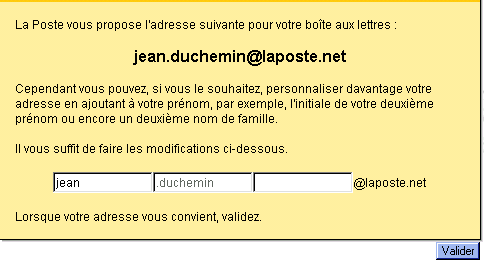 La Poste vous propose l'adresse suivante pour votre boîte aux lettres :
jean.duchemin@laposte.net
Cependant vous pouvez, si vous le souhaitez, personnaliser davantage votre
adresse en ajoutant à votre prénom, par exemple, l'initiale de votre deuxième
prénom ou encore un deuxième nom de famille.
Il vous suffit de faire les modifications ci-dessous.
jean .duchemin @laposte.net
Lorsque votre adresse vous convient, validez.
Valider